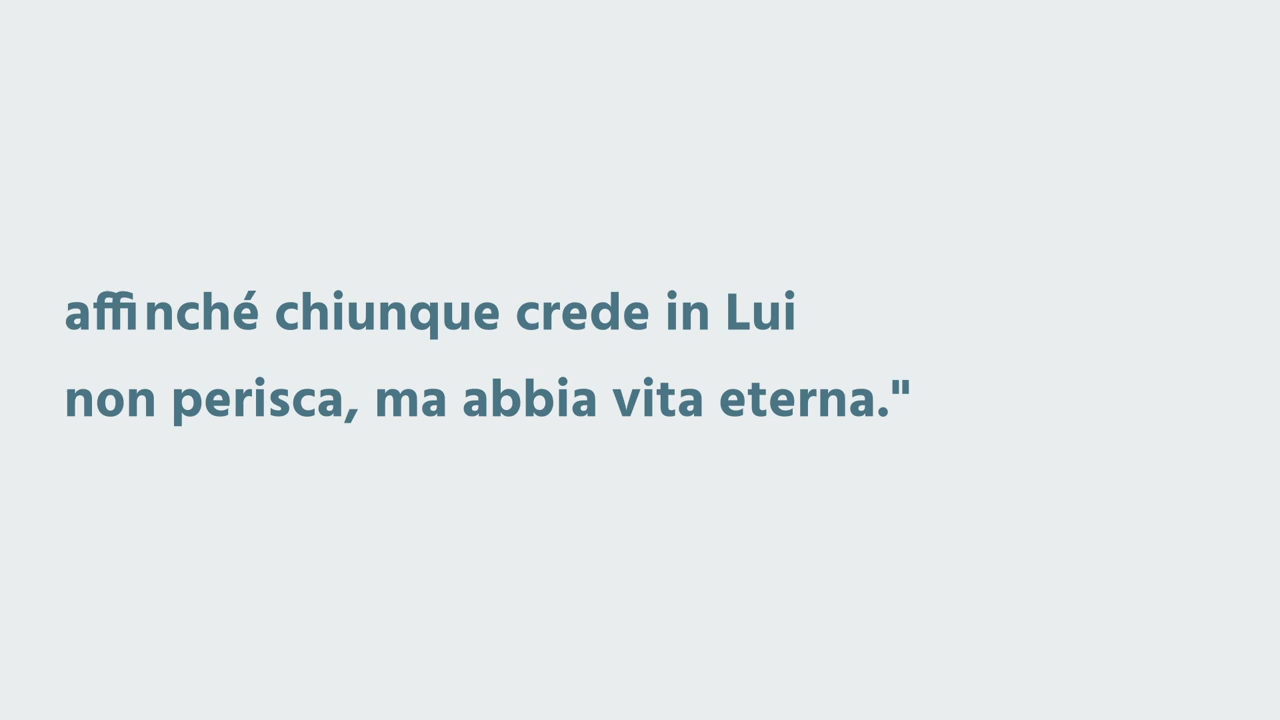 affinché chiunque crede in Lui
non perisca, ma abbia vita eterna."